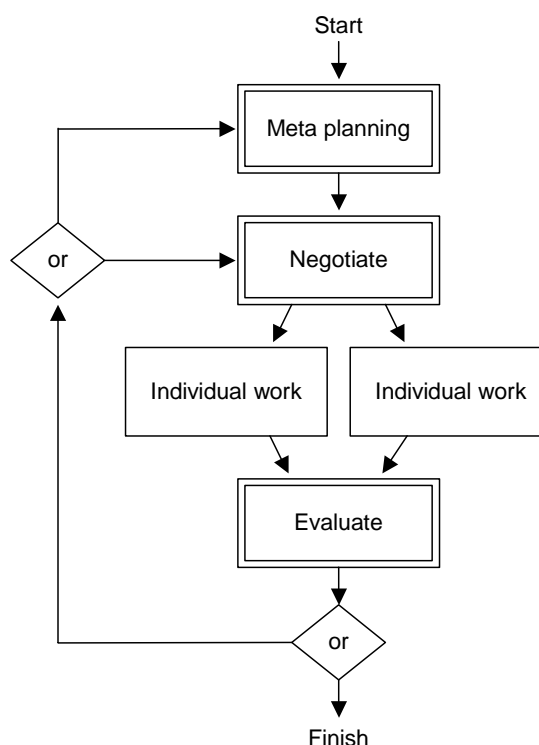 Start
Meta planning
or
Negotiate
Individual work
Individual work
Evaluate
or
Finish